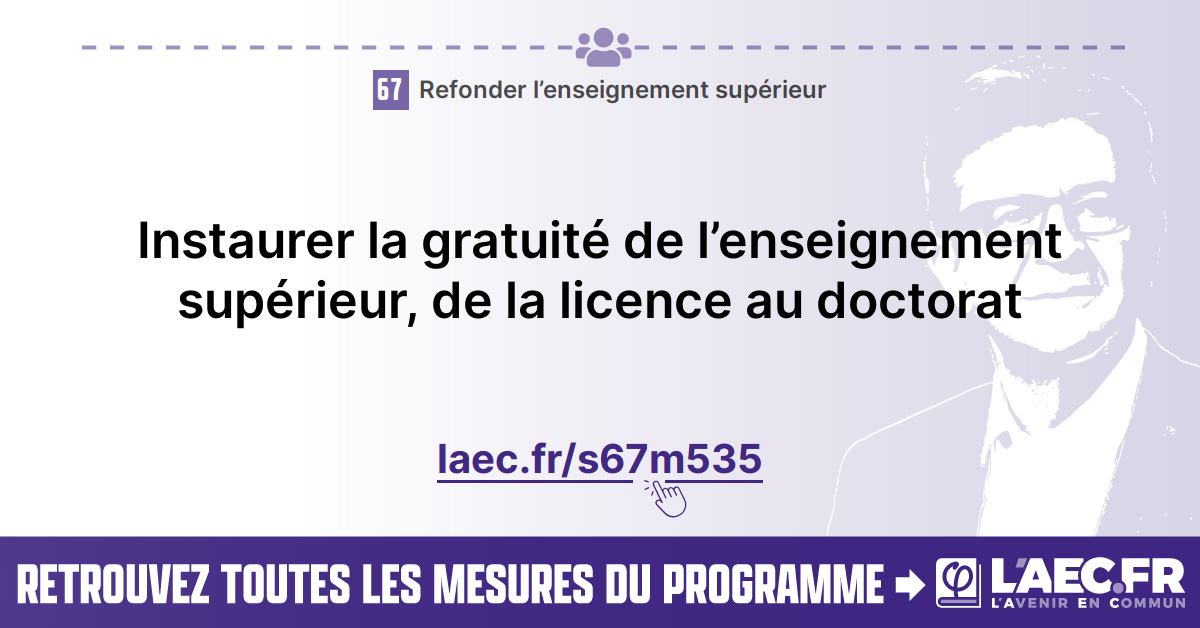 67 Refonder l’enseignement supérieur
Instaurer la gratuité de l’enseignement
supérieur, de la licence au doctorat
laec.fr/s67m535
RETROUVEZ TOUTES LES MESURES DU PROGRAMME
L'AEC.FR
L'AVENIR EN COMMUN